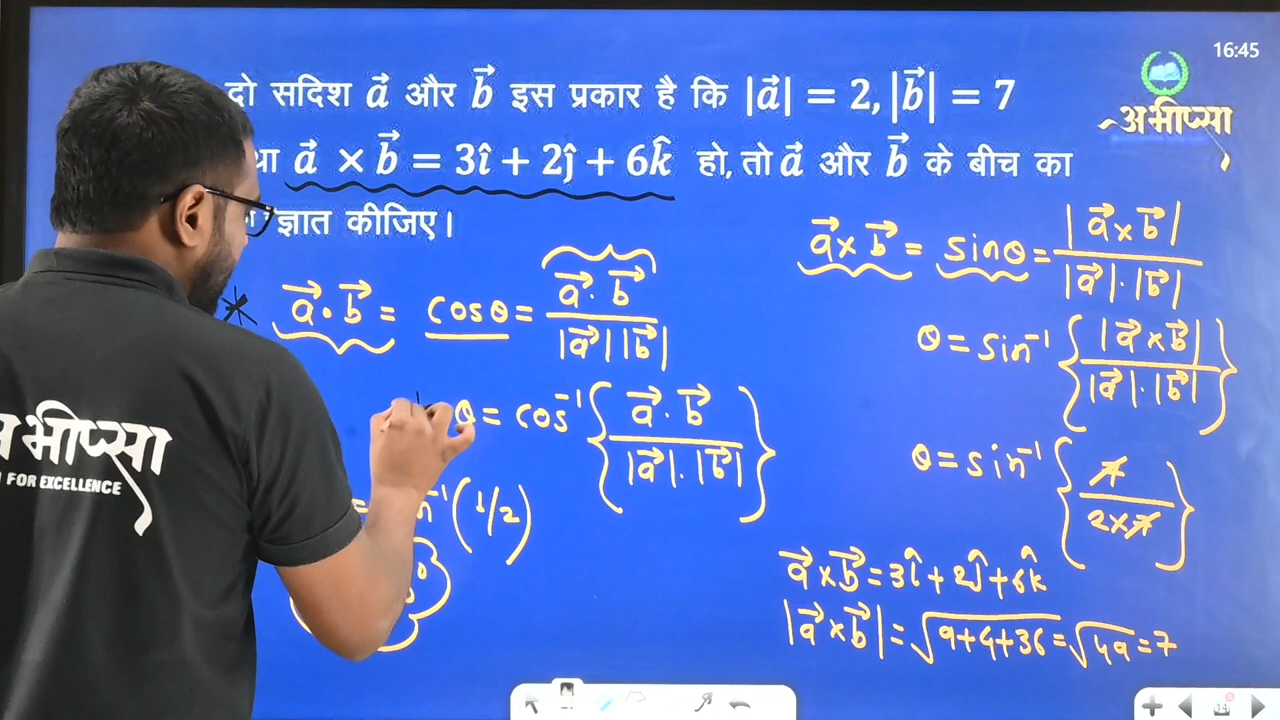 16:45
अभीप्सा
दो सदिश a⃗ और b⃗ इस प्रकार है कि |a⃗| = 2, |b⃗| = 7
a⃗ × b⃗ = 3î + 2ĵ + 6k̂ हो, तो a⃗ और b⃗ के बीच का
ज्ञात कीजिए।
* a⃗ · b⃗ = cosθ = a⃗ · b⃗ / |a⃗| |b⃗|
θ = cos⁻¹ { a⃗ · b⃗ / |a⃗| · |b⃗| }
(1/2)
a⃗ × b⃗ = sinθ = |a⃗ × b⃗| / |a⃗| · |b⃗|
θ = sin⁻¹ { |a⃗ × b⃗| / |a⃗| · |b⃗| }
θ = sin⁻¹ { 7 / 2×7 }
a⃗ × b⃗ = 3î + 2ĵ + 6k̂
|a⃗ × b⃗| = √9+4+36 = √49 = 7
भीप्सा
FOR EXCELLENCE
14